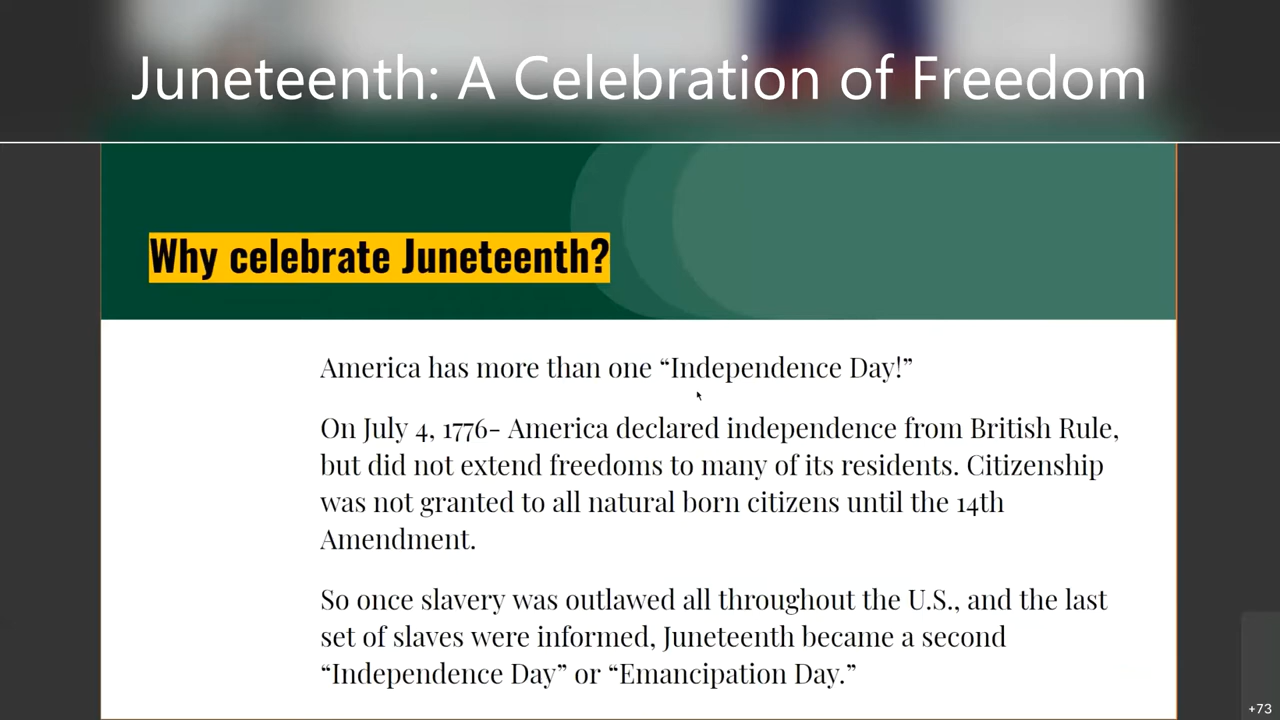 Juneteenth: A Celebration of Freedom
Why celebrate Juneteenth?
America has more than one “Independence Day!”
On July 4, 1776- America declared independence from British Rule,
but did not extend freedoms to many of its residents. Citizenship
was not granted to all natural born citizens until the 14th
Amendment.
So once slavery was outlawed all throughout the U.S., and the last
set of slaves were informed, Juneteenth became a second
“Independence Day” or “Emancipation Day.”
+73